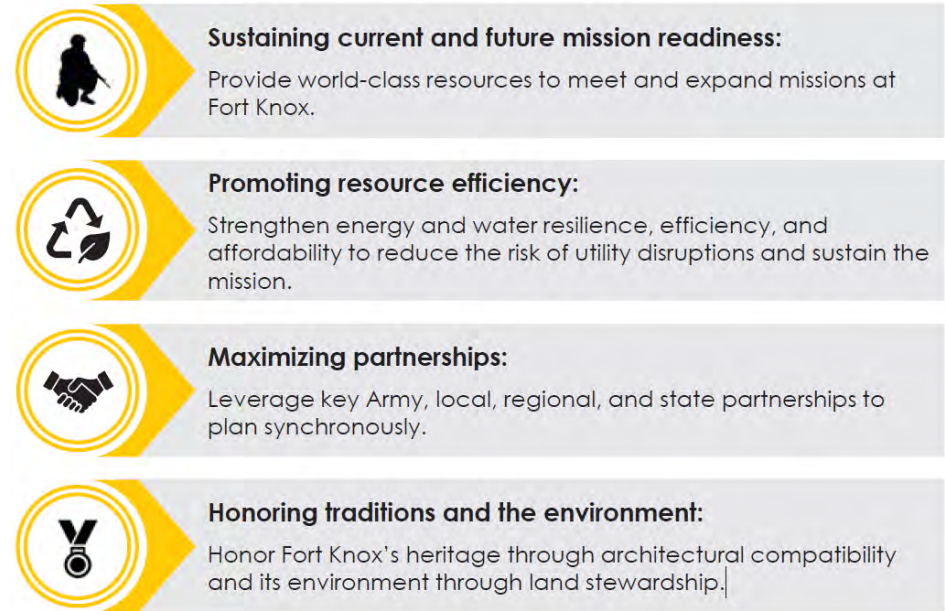 Sustaining current and future mission readiness:
Provide world-class resources to meet and expand missions at
Fort Knox.
Promoting resource efficiency:
Strengthen energy and water resilience, efficiency, and
affordability to reduce the risk of utility disruptions and sustain the
mission.
Maximizing partnerships:
Leverage key Army, local, regional, and state partnerships to
plan synchronously.
Honoring traditions and the environment:
Honor Fort Knox's heritage through architectural compatibility
and its environment through land stewardship.